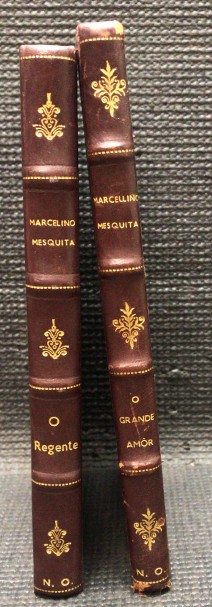 MARCELINO
MESQUITA
O
Regente
N. O.
MARCELLINO
MESQUITA
O
GRANDE
AMÔR
N. O.